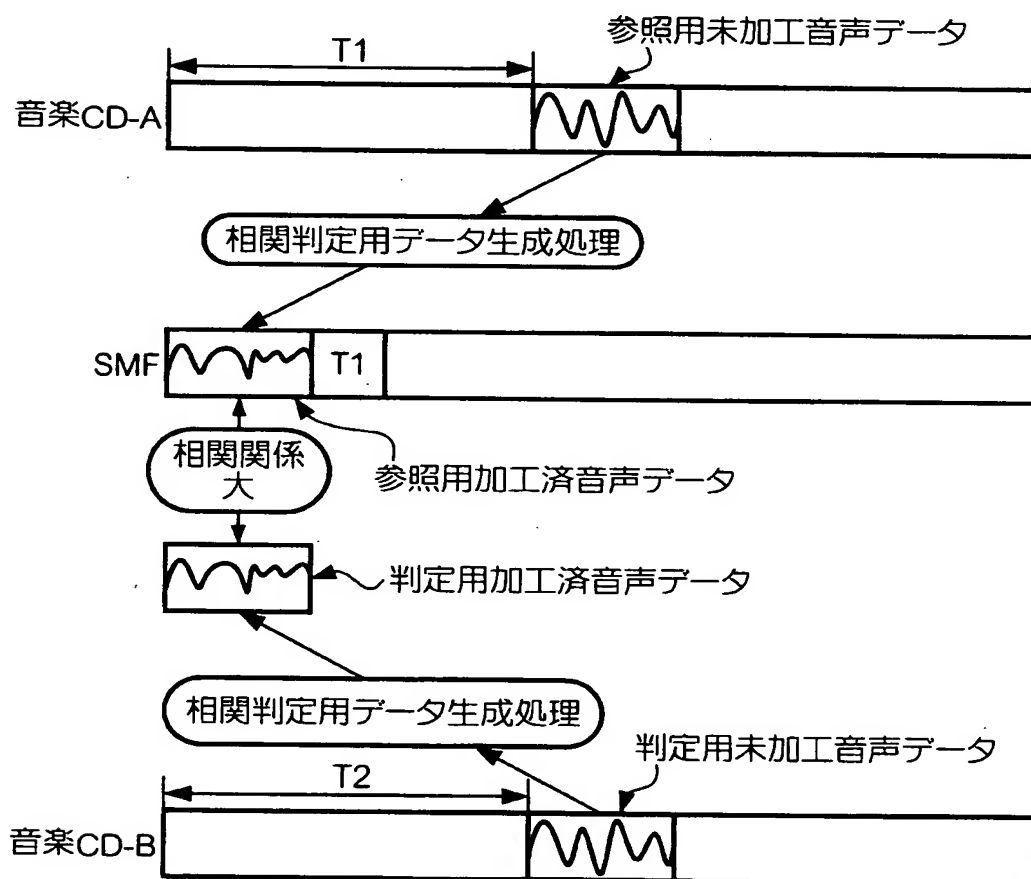 参照用未加工音声データ
T1
音楽CD-A
相関判定用データ生成処理
SMF
T1
相関関係
大
参照用加工済音声データ
判定用加工済音声データ
相関判定用データ生成処理
判定用未加工音声データ
T2
音楽CD-B